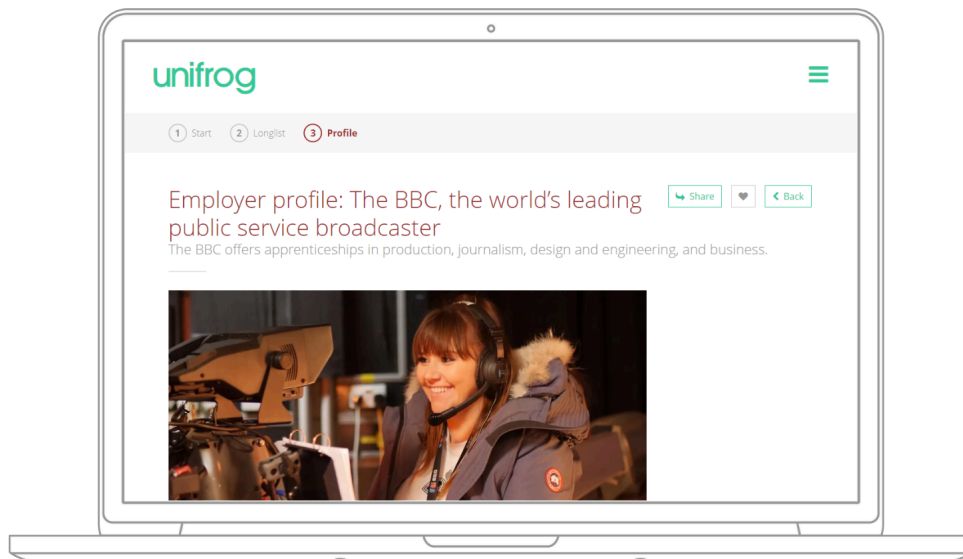 unifrog
1 Start 2 Longlist 3 Profile
Employer profile: The BBC, the world's leading
public service broadcaster
Share
Back
The BBC offers apprenticeships in production, journalism, design and engineering, and business.